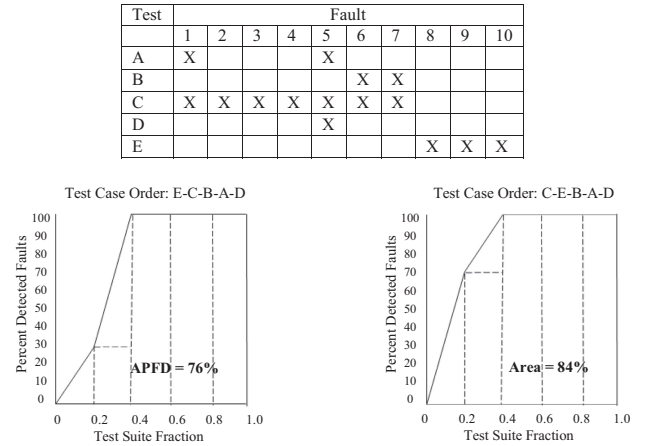 Test Fault
1 2 3 4 5 6 7 8 9 10
A X X
B X X
C X X X X X X X
D X
E X X X
Test Case Order: E-C-B-A-D
Percent Detected Faults
100
90
80
70
60
50
40
30
20
10
0
APFD = 76%
0 0.2 0.4 0.6 0.8 1.0
Test Suite Fraction
Test Case Order: C-E-B-A-D
Percent Detected Faults
100
90
80
70
60
50
40
30
20
10
0
Area = 84%
0 0.2 0.4 0.6 0.8 1.0
Test Suite Fraction